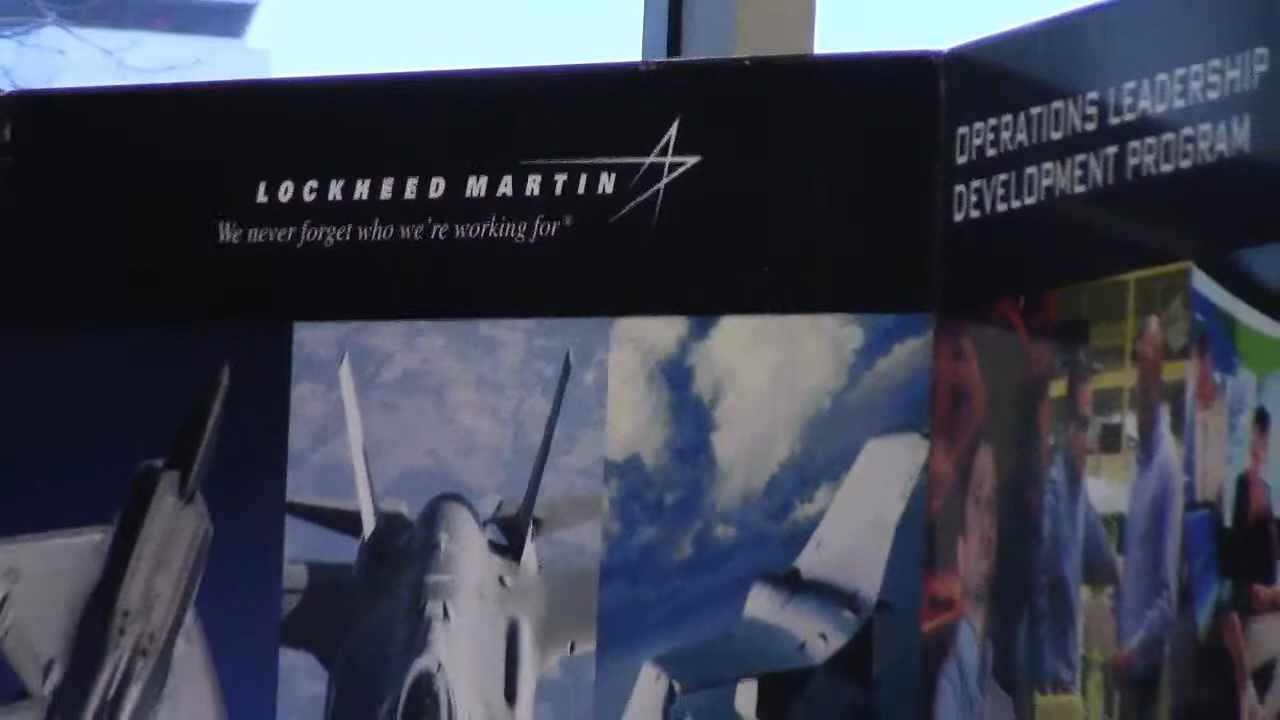 LOCKHEED MARTIN
We never forget who we're working for®
OPERATIONS LEADERSHIP
DEVELOPMENT PROGRAM